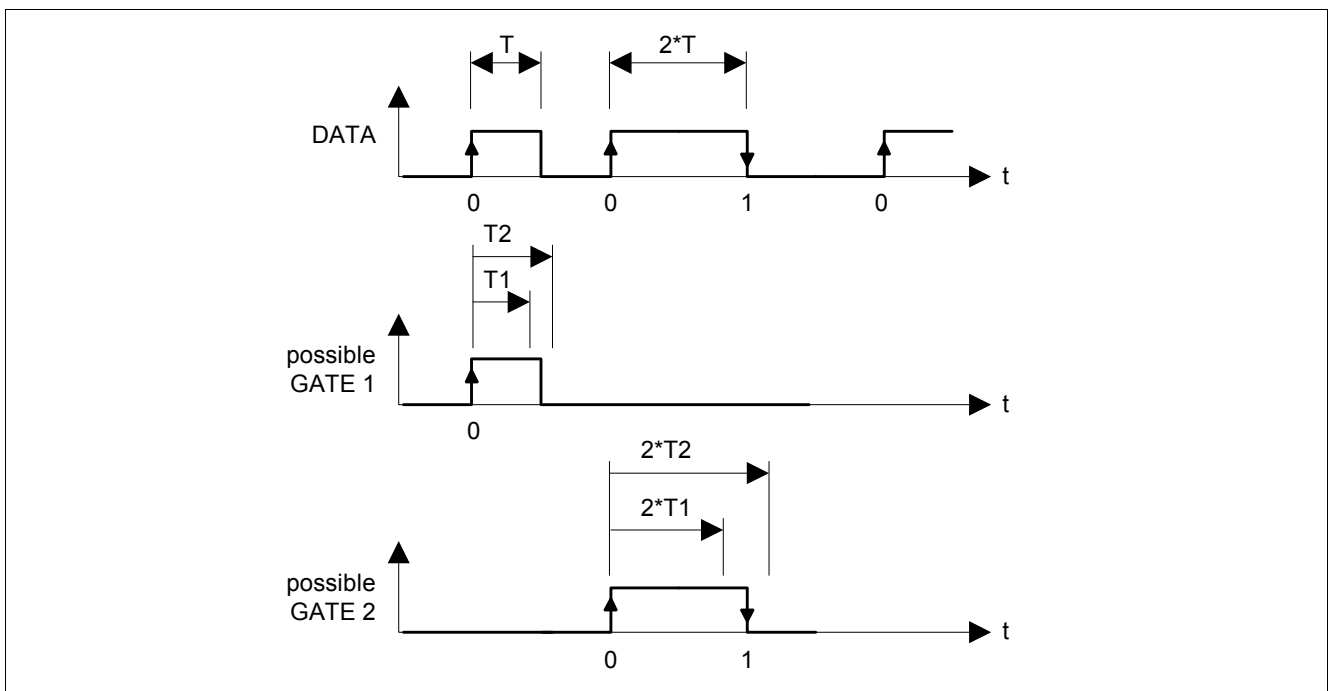 T 2*T
DATA
t
0 0 1 0
T2
T1
possible
GATE 1
t
0
2*T2
2*T1
possible
GATE 2
t
0 1